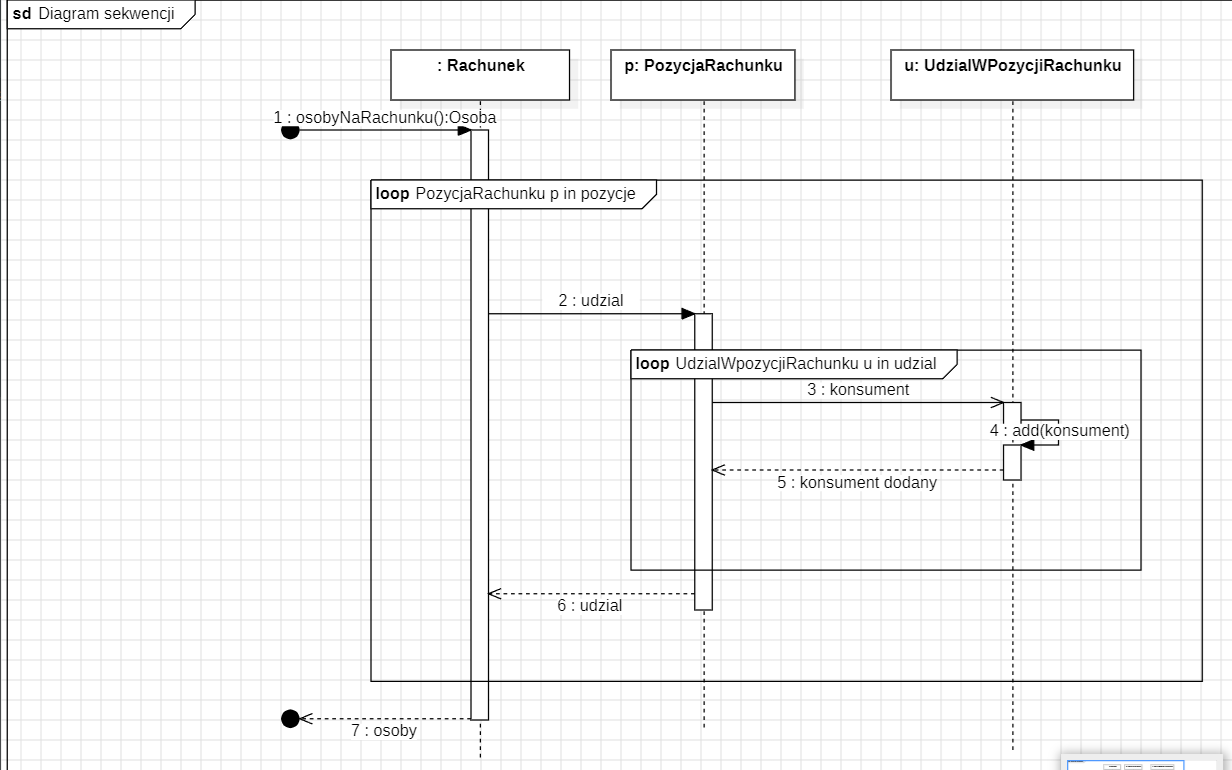 sd Diagram sekwencji
: Rachunek
p: PozycjaRachunku
u: UdzialWPozycjiRachunku
1 : osobyNaRachunku():Osoba
loop PozycjaRachunku p in pozycje
2 : udzial
loop UdzialWpozycjiRachunku u in udzial
3 : konsument
4 : add(konsument)
5 : konsument dodany
6 : udzial
7 : osoby